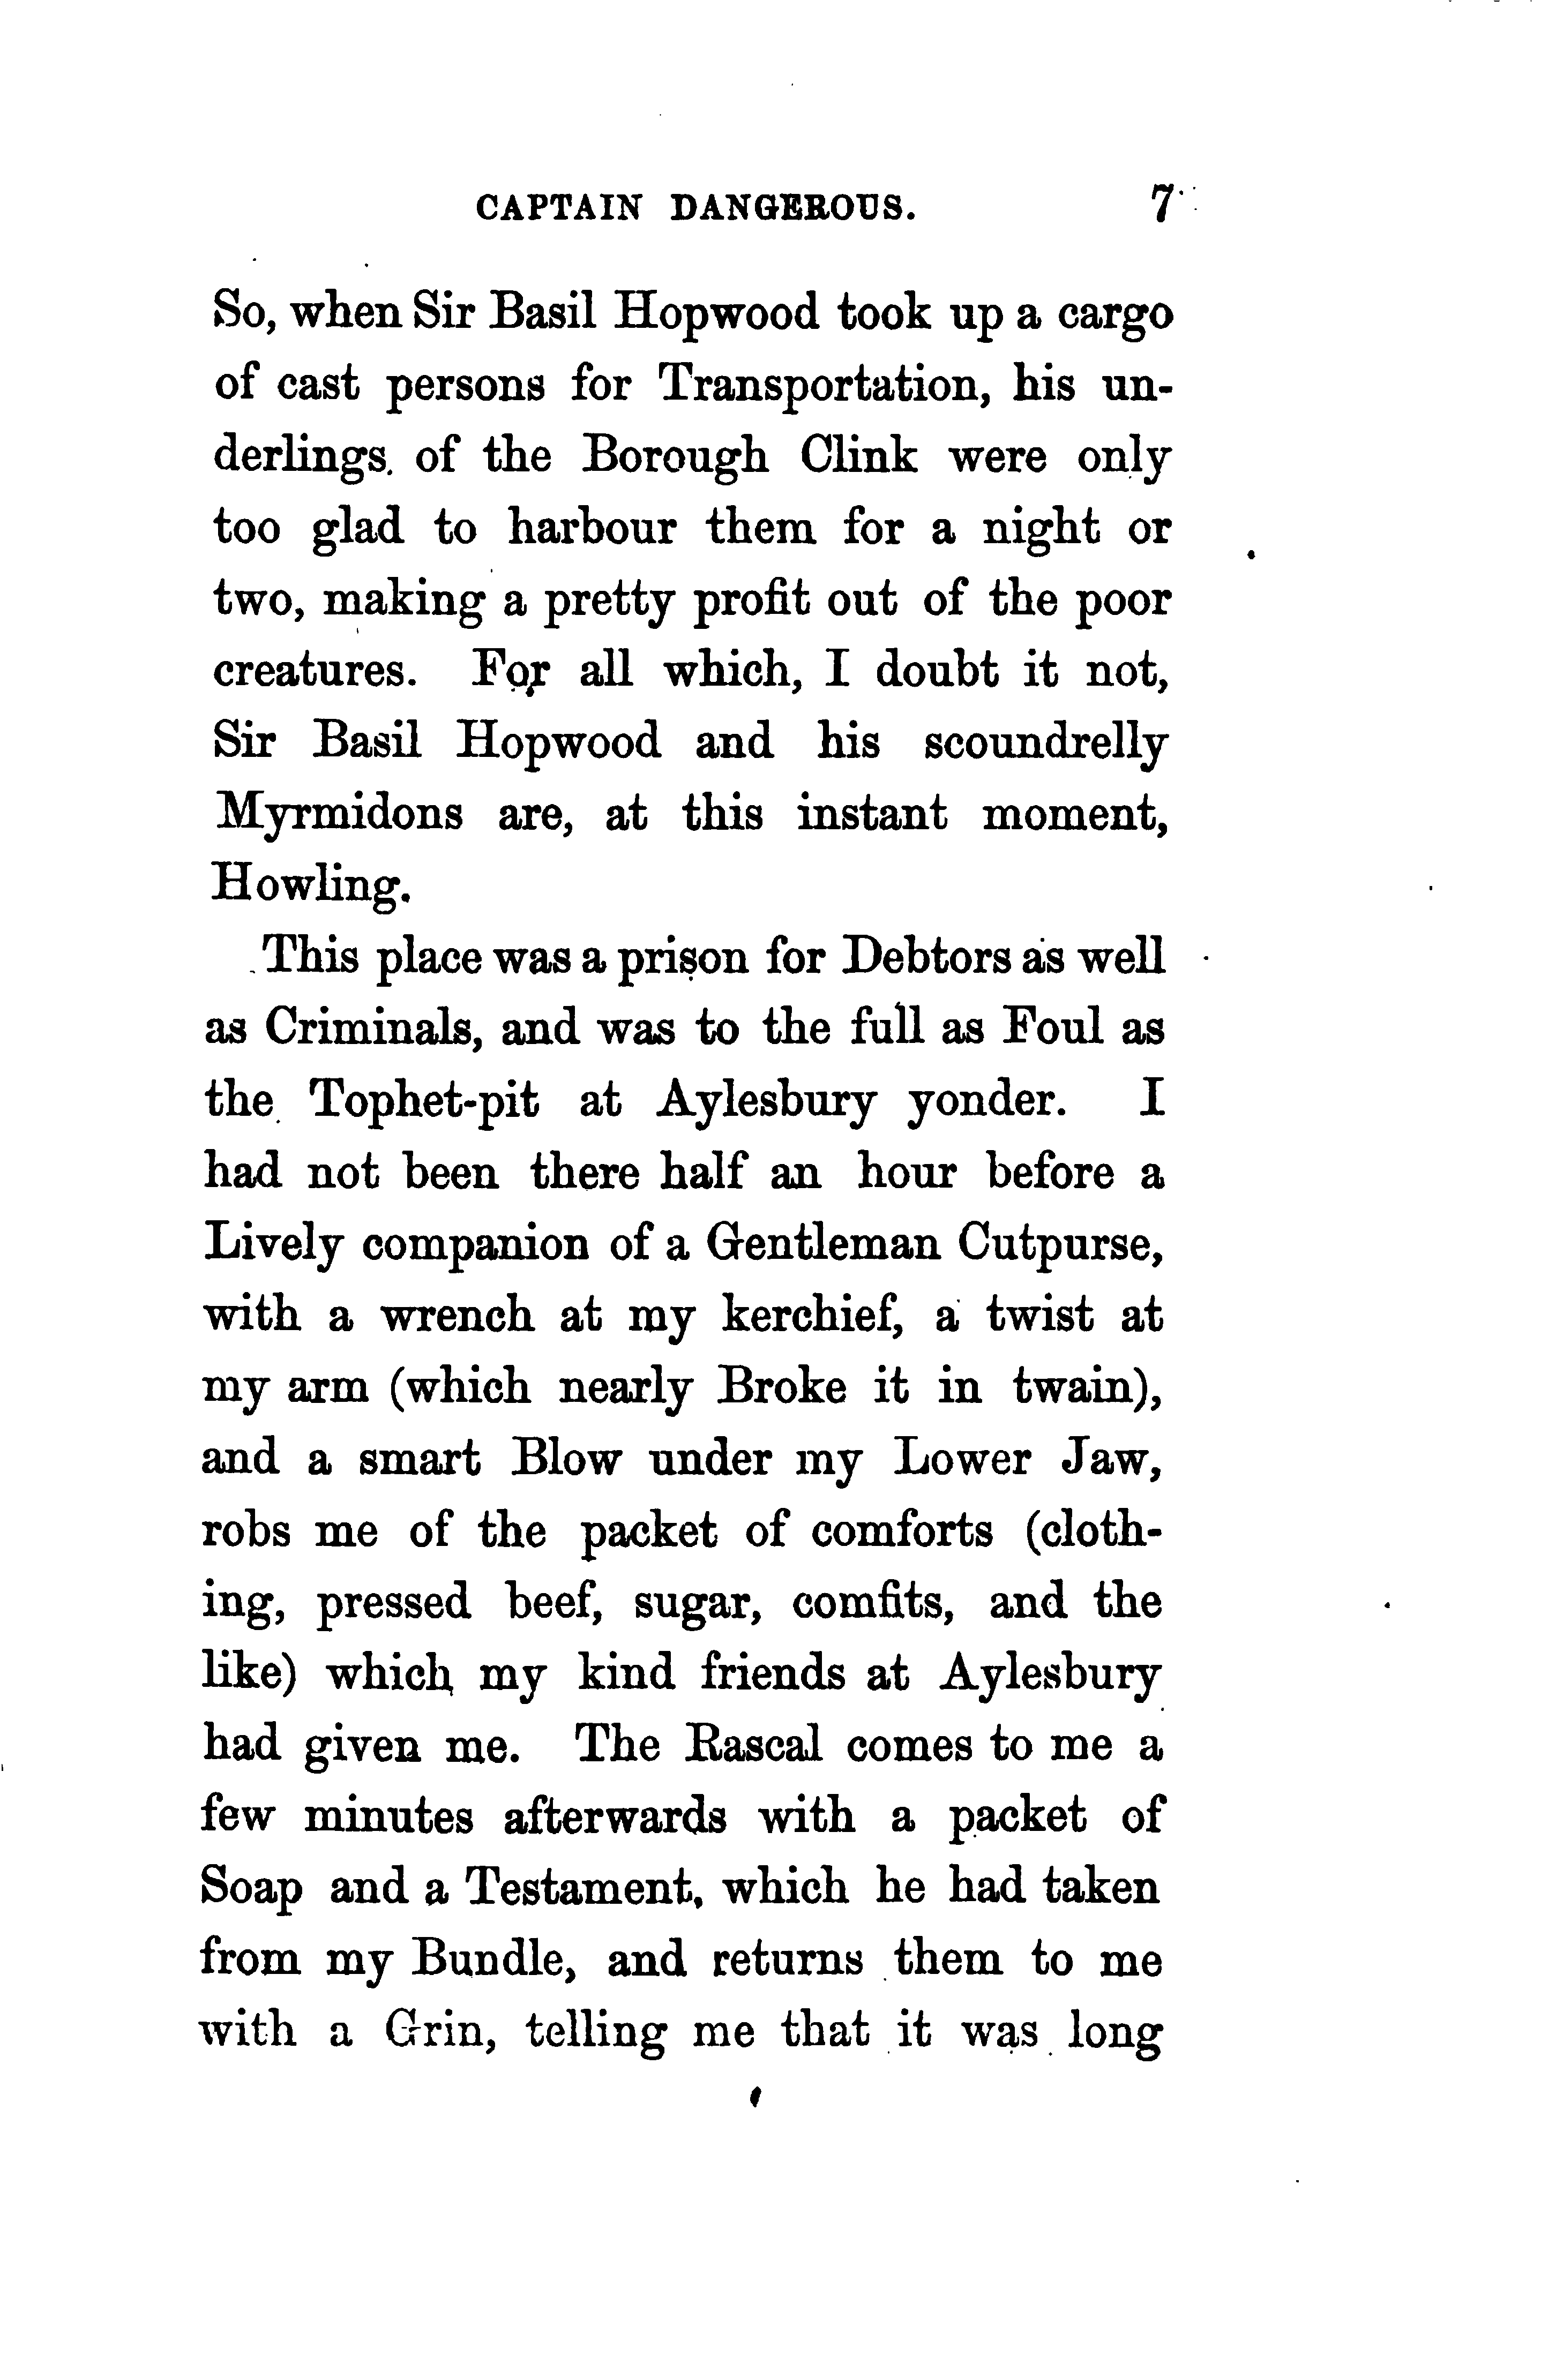 CAPTAIN DANGEROUS. 7
So, when Sir Basil Hopwood took up a cargo
of cast persons for Transportation, his un-
derlings of the Borough Clink were only
too glad to harbour them for a night or
two, making a pretty profit out of the poor
creatures. For all which, I doubt it not,
Sir Basil Hopwood and his scoundrelly
Myrmidons are, at this instant moment,
Howling.
This place was a prison for Debtors as well
as Criminals, and was to the full as Foul as
the Tophet-pit at Aylesbury yonder. I
had not been there half an hour before a
Lively companion of a Gentleman Cutpurse,
with a wrench at my kerchief, a twist at
my arm (which nearly Broke it in twain),
and a smart Blow under my Lower Jaw,
robs me of the packet of comforts (cloth-
ing, pressed beef, sugar, comfits, and the
like) which my kind friends at Aylesbury
had given me. The Rascal comes to me a
few minutes afterwards with a packet of
Soap and a Testament, which he had taken
from my Bundle, and returns them to me
with a Grin, telling me that it was long